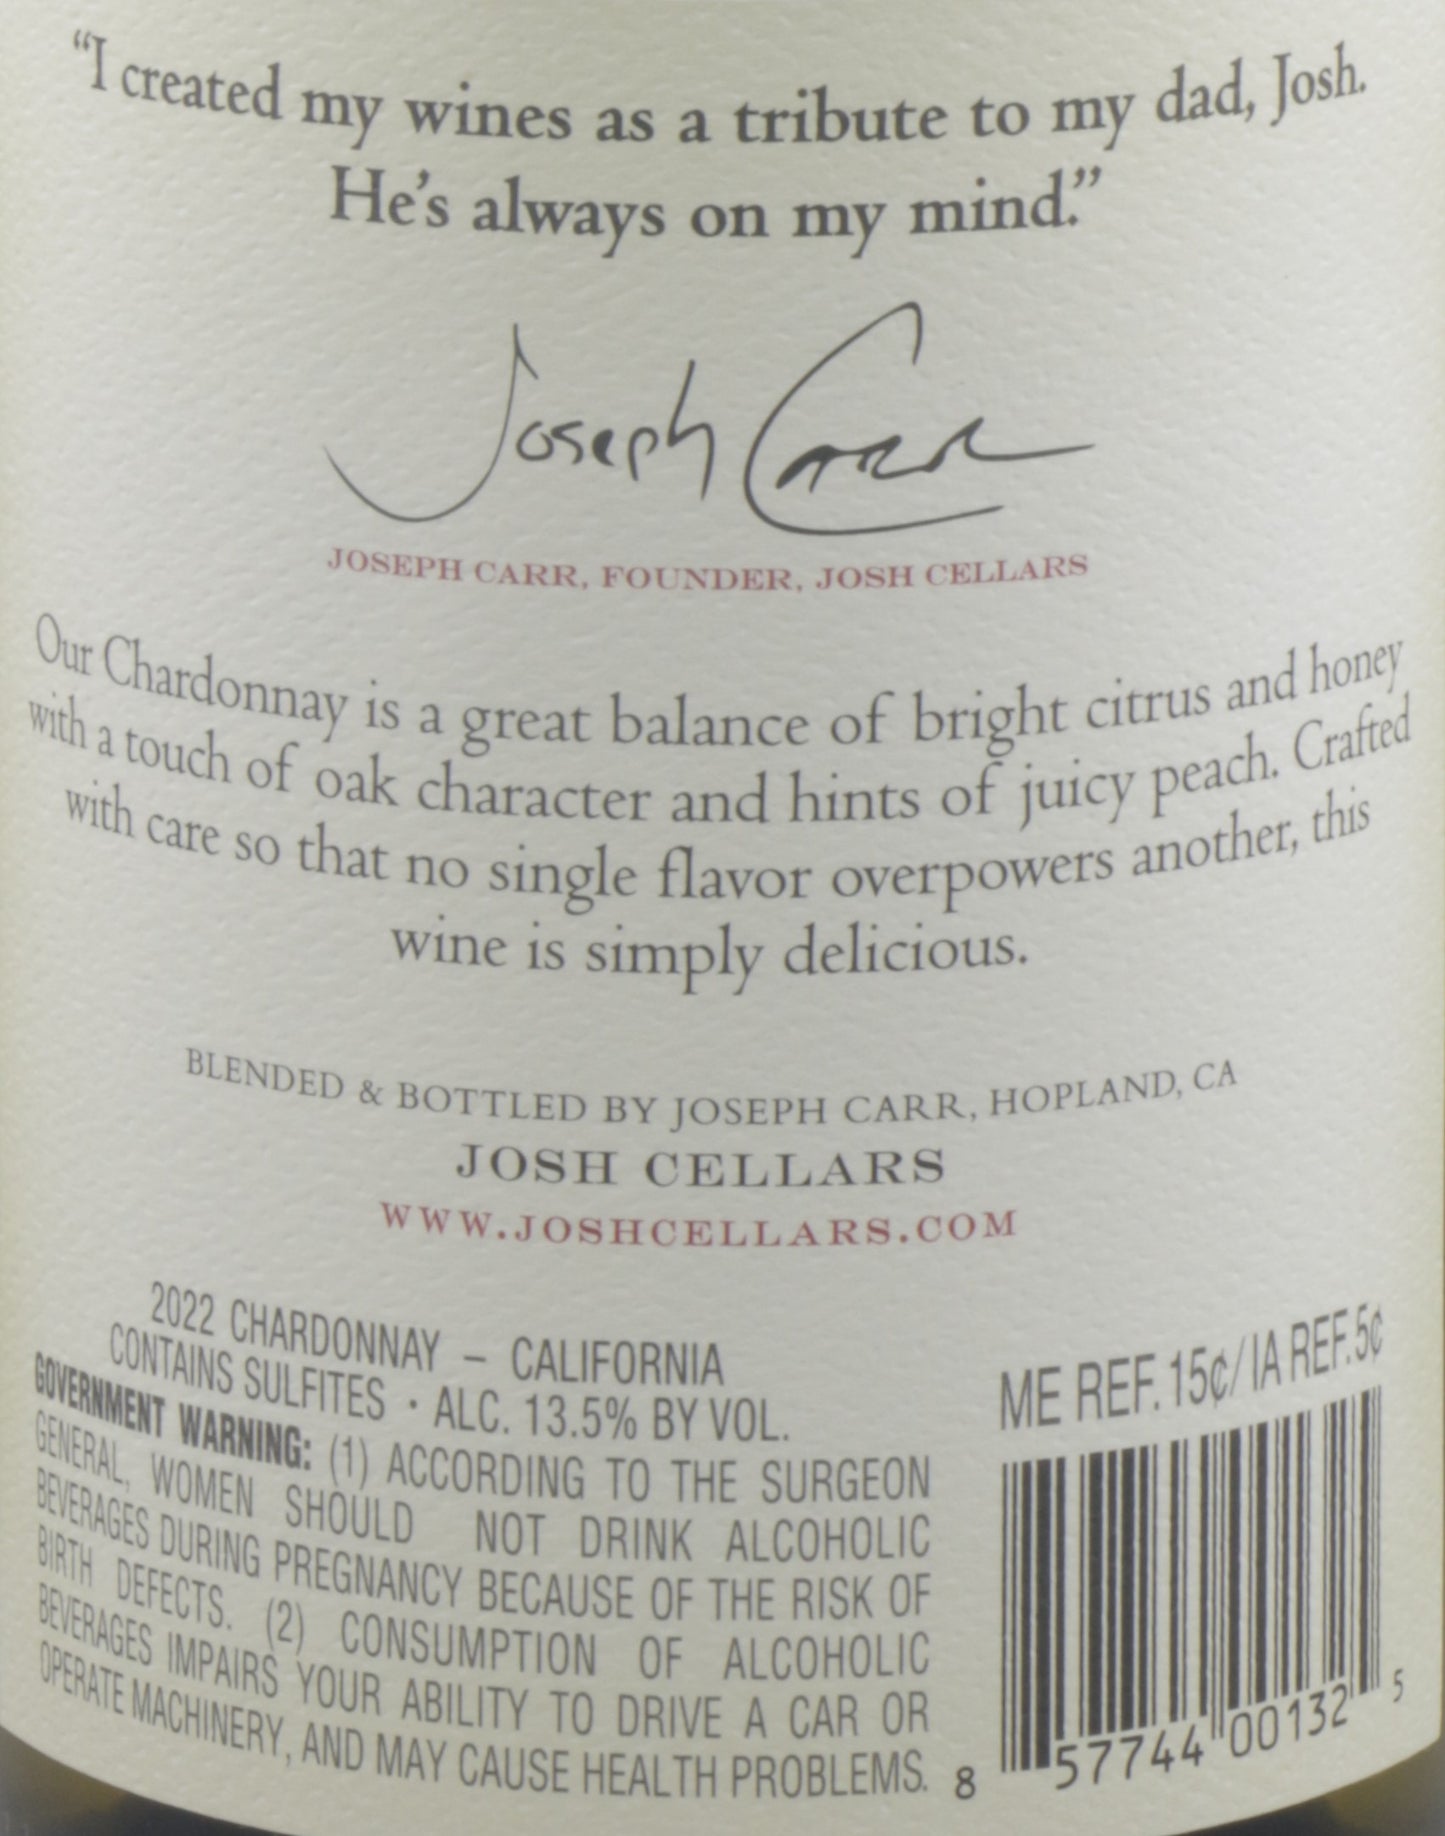 “I created my wines as a tribute to my dad, Josh.
He’s always on my mind.”
Joseph Carr
JOSEPH CARR, FOUNDER, JOSH CELLARS
Our Chardonnay is a great balance of bright citrus and honey
with a touch of oak character and hints of juicy peach. Crafted
with care so that no single flavor overpowers another, this
wine is simply delicious.
BLENDED & BOTTLED BY JOSEPH CARR, HOPLAND, CA
JOSH CELLARS
WWW.JOSHCELLARS.COM
2022 CHARDONNAY – CALIFORNIA
CONTAINS SULFITES · ALC. 13.5% BY VOL.
GOVERNMENT WARNING: (1) ACCORDING TO THE SURGEON
GENERAL, WOMEN SHOULD NOT DRINK ALCOHOLIC
BEVERAGES DURING PREGNANCY BECAUSE OF THE RISK OF
BIRTH DEFECTS. (2) CONSUMPTION OF ALCOHOLIC
BEVERAGES IMPAIRS YOUR ABILITY TO DRIVE A CAR OR
OPERATE MACHINERY, AND MAY CAUSE HEALTH PROBLEMS.
ME REF. 15¢/IA REF.5¢
8 57744 00132 5